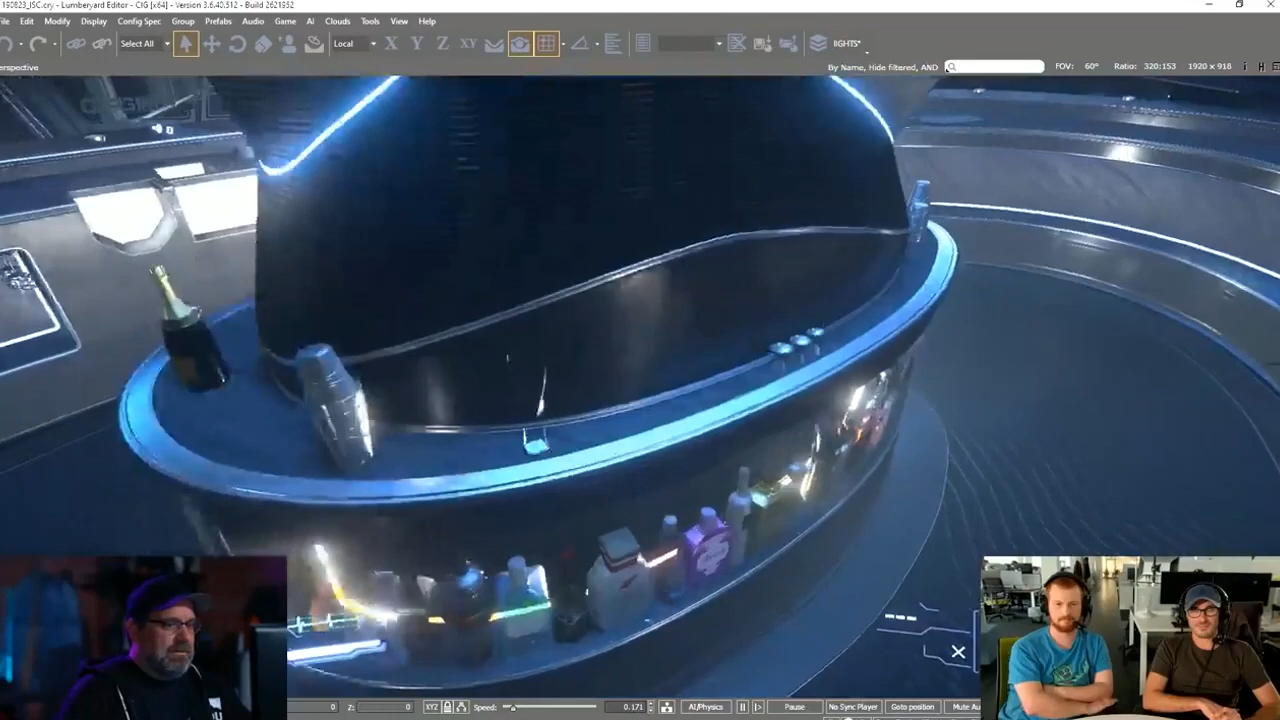 190823_ISC.cry - Lumberyard Editor - CIG [x64] - Version 3.6.40.512 - Build 2621952
File Edit Modify Display Config Spec Group Prefabs Audio Game AI Clouds Tools View Help
Select All Local X Y Z XY LIGHTS*
erspective By Name, Hide filtered, AND FOV: 60° Ratio: 320:153 1920 x 918 i H
0 Z: 0 XYZ Speed: 0.171 AI/Physics Pause No Sync Player Goto position Mute Au